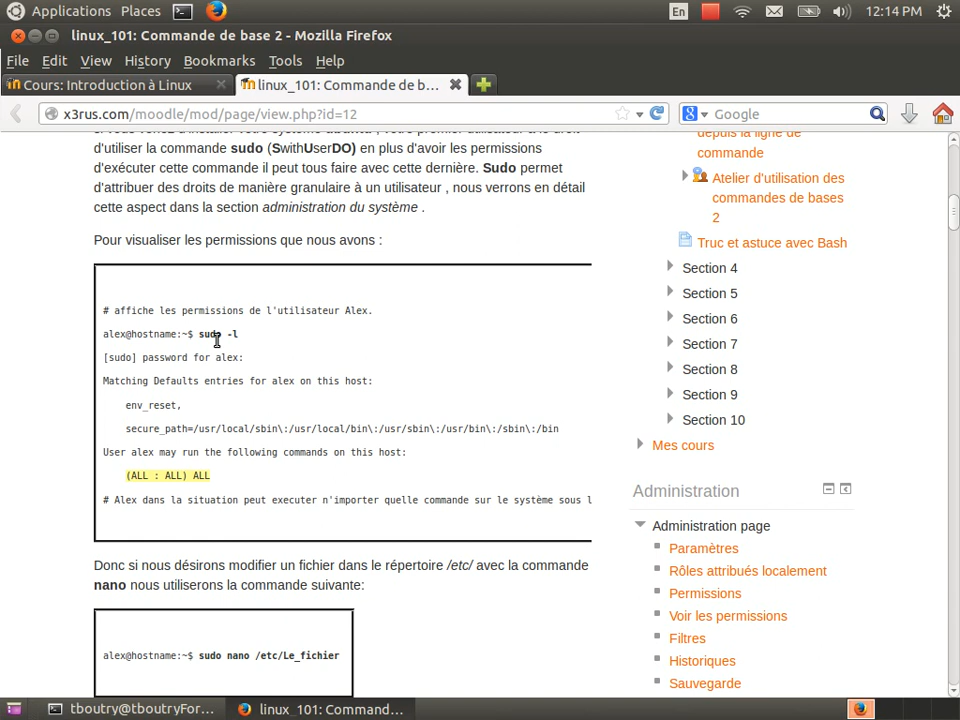 Applications Places En 12:14 PM
linux_101: Commande de base 2 - Mozilla Firefox
File Edit View History Bookmarks Tools Help
Cours: Introduction à Linux
linux_101: Commande de b...
x3rus.com/moodle/mod/page/view.php?id=12
Google
d'utiliser la commande sudo (SwithUserDO) en plus d'avoir les permissions
d'exécuter cette commande il peut tous faire avec cette dernière. Sudo permet
d'attribuer des droits de manière granulaire à un utilisateur , nous verrons en détail
cette aspect dans la section administration du système .
Pour visualiser les permissions que nous avons :
# affiche les permissions de l'utilisateur Alex.
alex@hostname:~$ sudo -l
[sudo] password for alex:
Matching Defaults entries for alex on this host:
env_reset,
secure_path=/usr/local/sbin\:/usr/local/bin\:/usr/sbin\:/usr/bin\:/sbin\:/bin
User alex may run the following commands on this host:
(ALL : ALL) ALL
# Alex dans la situation peut executer n'importer quelle commande sur le système sous l
Donc si nous désirons modifier un fichier dans le répertoire /etc/ avec la commande
nano nous utiliserons la commande suivante:
alex@hostname:~$ sudo nano /etc/Le_fichier
depuis la ligne de
commande
Atelier d'utilisation des
commandes de bases
2
Truc et astuce avec Bash
Section 4
Section 5
Section 6
Section 7
Section 8
Section 9
Section 10
Mes cours
Administration
Administration page
Paramètres
Rôles attribués localement
Permissions
Voir les permissions
Filtres
Historiques
Sauvegarde
tboutry@tboutryFor...
linux_101: Command...